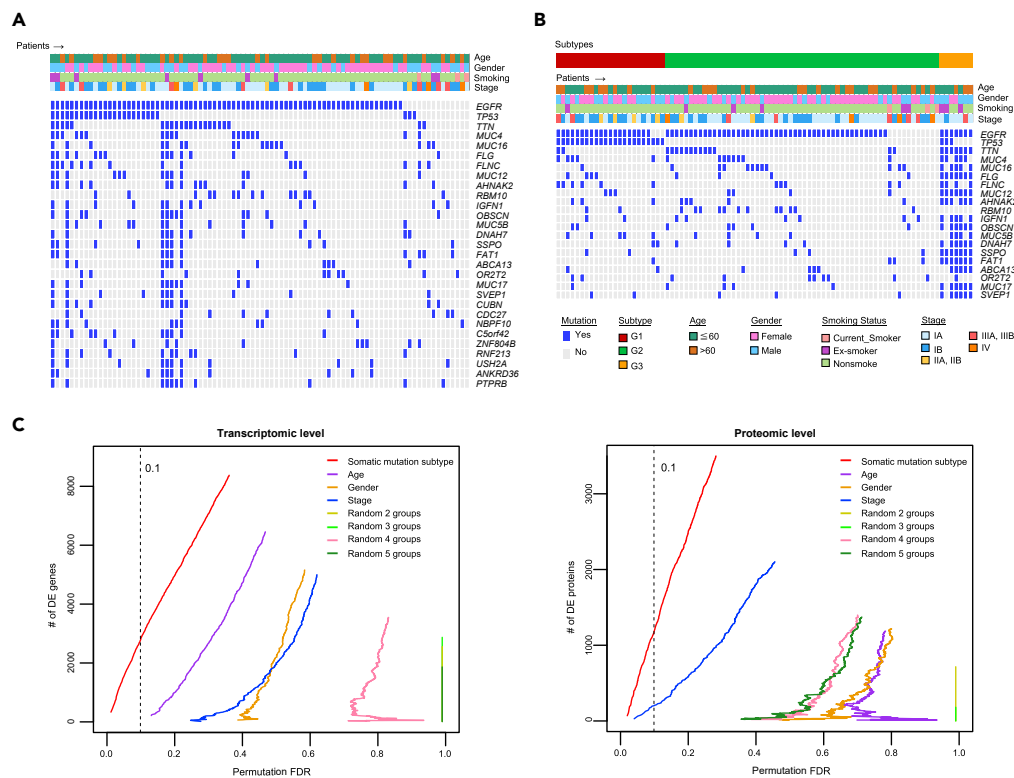 A
Patients →
Age
Gender
Smoking
Stage
EGFR
TP53
TTN
MUC4
MUC16
FLG
FLNC
MUC12
AHNAK2
RBM10
IGFN1
OBSCN
MUC5B
DNAH7
SSPO
FAT1
ABCA13
OR2T2
MUC17
SVEP1
CUBN
CDC27
NBPF10
C5orf42
ZNF804B
RNF213
USH2A
ANKRD36
PTPRB
B
Subtypes
Patients →
Age
Gender
Smoking
Stage
EGFR
TP53
TTN
MUC4
MUC16
FLG
FLNC
MUC12
AHNAK2
RBM10
IGFN1
OBSCN
MUC5B
DNAH7
SSPO
FAT1
ABCA13
OR2T2
MUC17
SVEP1
Mutation
Yes
No
Subtype
G1
G2
G3
Age
≤60
>60
Gender
Female
Male
Smoking Status
Current_Smoker
Ex-smoker
Nonsmoke
Stage
IA
IB
IIA, IIB
IIIA, IIIB
IV
C
Transcriptomic level
0.1
Somatic mutation subtype
Age
Gender
Stage
Random 2 groups
Random 3 groups
Random 4 groups
Random 5 groups
# of DE genes
0 2000 4000 6000 8000
0.0 0.2 0.4 0.6 0.8 1.0
Permutation FDR
Proteomic level
0.1
Somatic mutation subtype
Age
Gender
Stage
Random 2 groups
Random 3 groups
Random 4 groups
Random 5 groups
# of DE proteins
0 1000 2000 3000
0.0 0.2 0.4 0.6 0.8 1.0
Permutation FDR